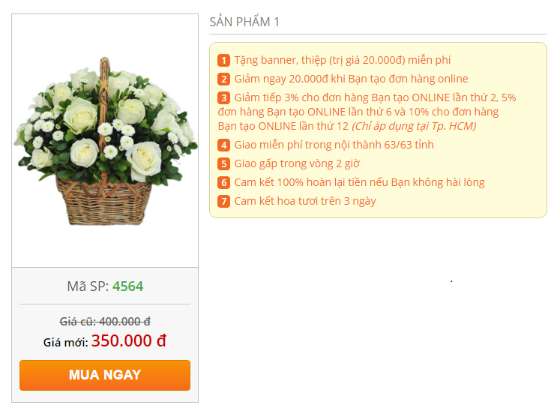 SẢN PHẨM 1
1 Tặng banner, thiệp (trị giá 20.000đ) miễn phí
2 Giảm ngay 20.000đ khi Bạn tạo đơn hàng online
3 Giảm tiếp 3% cho đơn hàng Bạn tạo ONLINE lần thứ 2, 5%
đơn hàng Bạn tạo ONLINE lần thứ 6 và 10% cho đơn hàng
Bạn tạo ONLINE lần thứ 12 (Chỉ áp dụng tại Tp. HCM)
4 Giao miễn phí trong nội thành 63/63 tỉnh
5 Giao gấp trong vòng 2 giờ
6 Cam kết 100% hoàn lại tiền nếu Bạn không hài lòng
7 Cam kết hoa tươi trên 3 ngày
Mã SP: 4564
Giá cũ: 400.000 đ
Giá mới: 350.000 đ
MUA NGAY